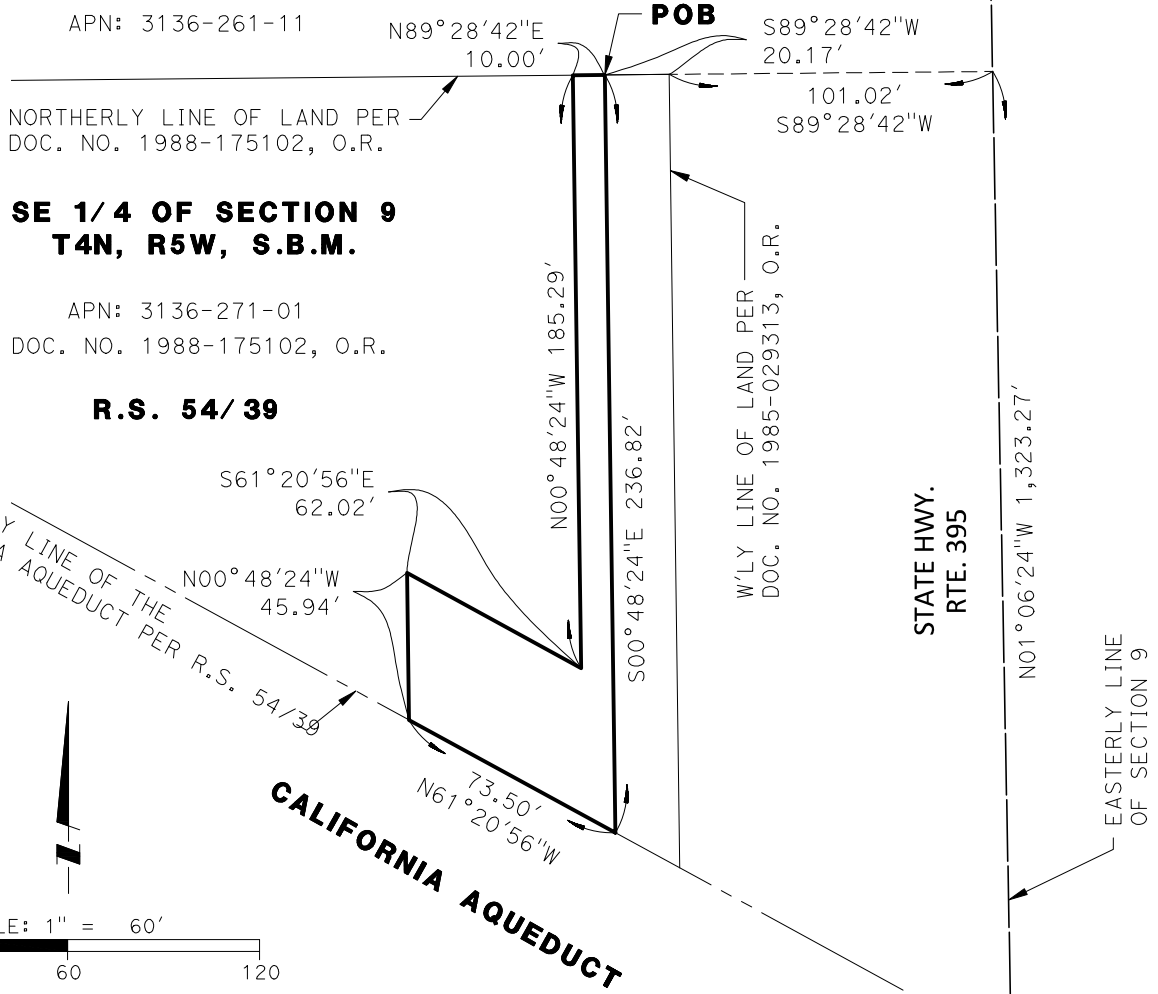 APN: 3136-261-11
N89°28'42"E
10.00'
POB
S89°28'42"W
20.17'
101.02'
S89°28'42"W
NORTHERLY LINE OF LAND PER
DOC. NO. 1988-175102, O.R.
SE 1/4 OF SECTION 9
T4N, R5W, S.B.M.
APN: 3136-271-01
DOC. NO. 1988-175102, O.R.
R.S. 54/39
N00°48'24"W 185.29'
S00°48'24"E 236.82'
W'LY LINE OF LAND PER
DOC. NO. 1985-029313, O.R.
STATE HWY.
RTE. 395
N01°06'24"W 1,323.27'
EASTERLY LINE
OF SECTION 9
S61°20'56"E
62.02'
N00°48'24"W
45.94'
Y LINE OF THE
AQUEDUCT PER R.S. 54/39
73.50'
N61°20'56"W
CALIFORNIA AQUEDUCT
LE: 1" = 60'
60 120